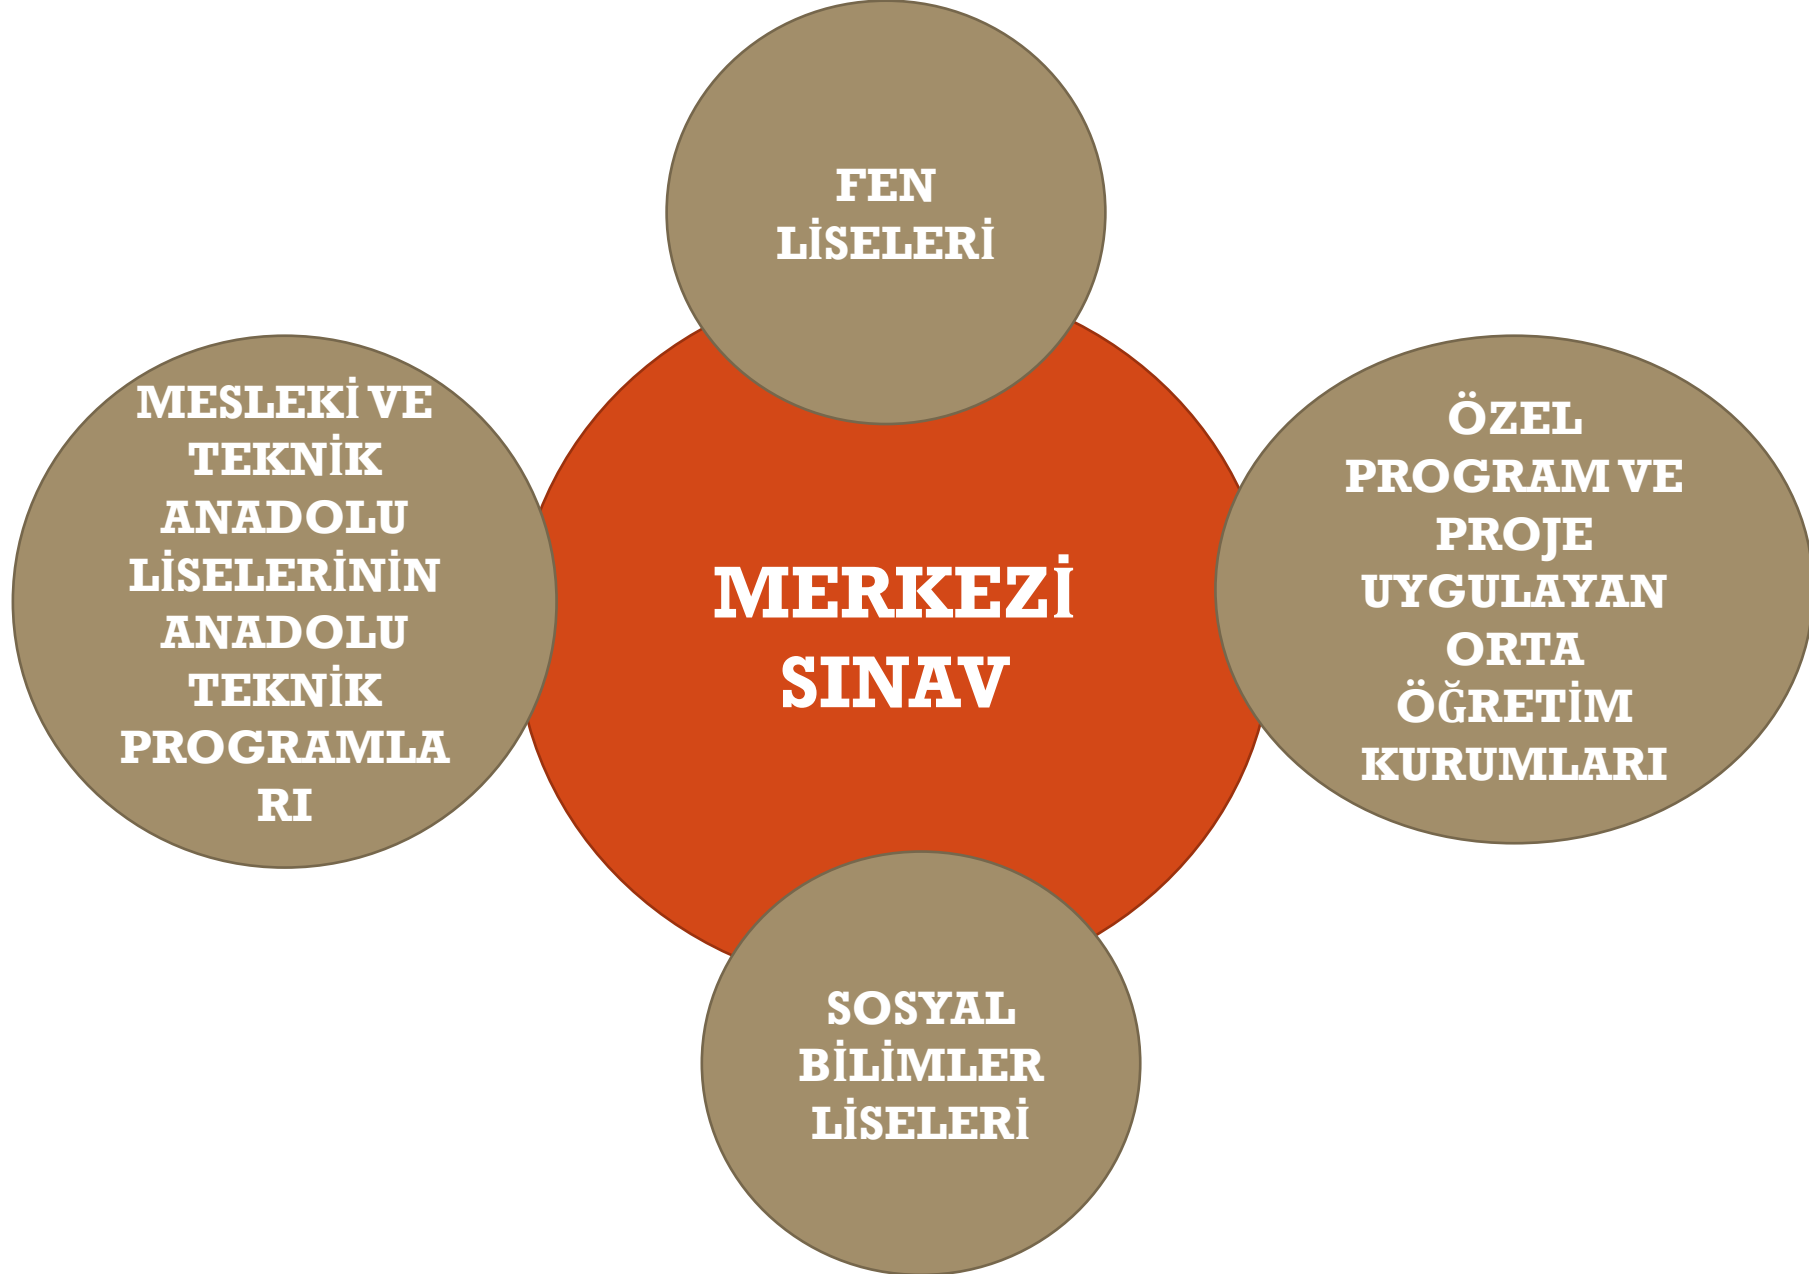 FEN
LİSELERİ
MESLEKİ VE
TEKNİK
ANADOLU
LİSELERİNİN
ANADOLU
TEKNİK
PROGRAMLA
RI
MERKEZİ
SINAV
ÖZEL
PROGRAM VE
PROJE
UYGULAYAN
ORTA
ÖĞRETİM
KURUMLARI
SOSYAL
BİLİMLER
LİSELERİ